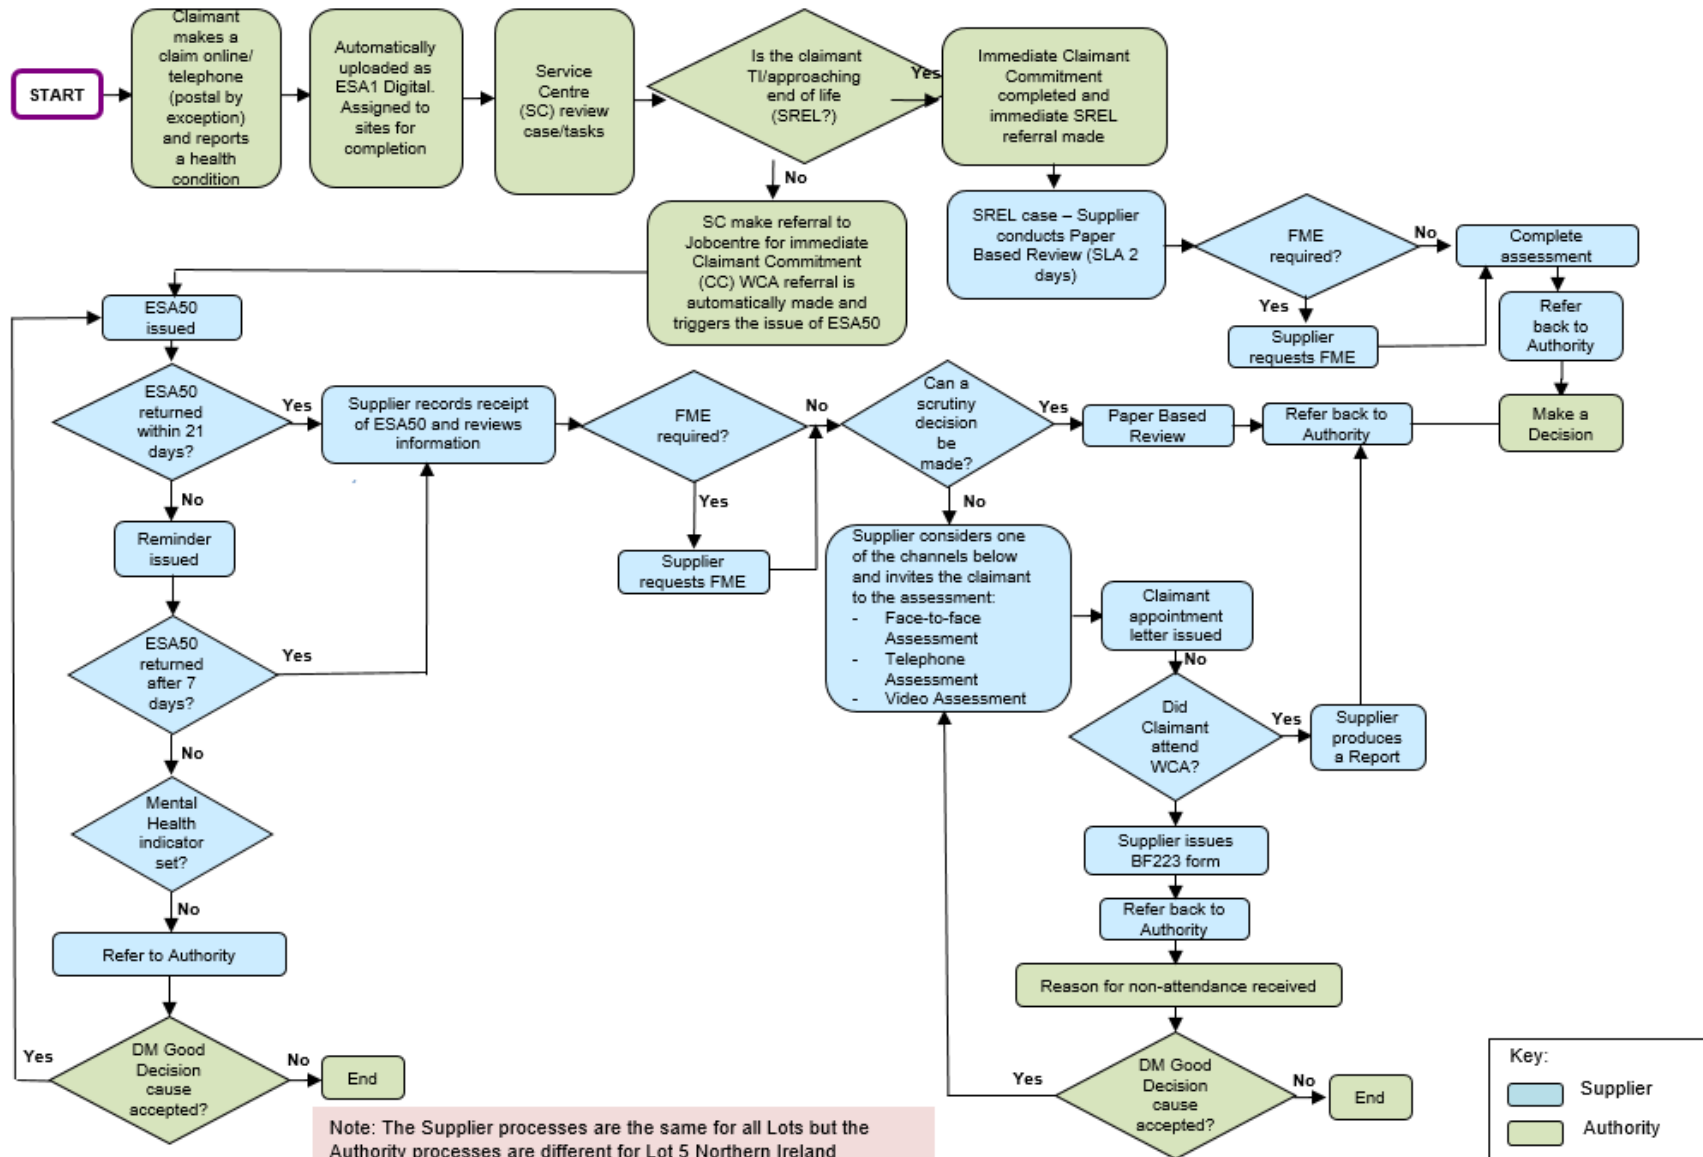 START
Claimant
makes a
claim online/
telephone
(postal by
exception)
and reports
a health
condition
Automatically
uploaded as
ESA1 Digital.
Assigned to
sites for
completion
Service
Centre
(SC) review
case/tasks
Is the claimant
TI/approaching
end of life
(SREL?)
Yes
Immediate Claimant
Commitment
completed and
immediate SREL
referral made
No
SC make referral to
Jobcentre for immediate
Claimant Commitment
(CC) WCA referral is
automatically made and
triggers the issue of ESA50
SREL case – Supplier
conducts Paper
Based Review (SLA 2
days)
FME
required?
No
Complete
assessment
Yes
Supplier
requests FME
Refer
back to
Authority
Make a
Decision
ESA50
issued
ESA50
returned
within 21
days?
Yes
Supplier records receipt
of ESA50 and reviews
information
FME
required?
No
Can a
scrutiny
decision
be
made?
Yes
Paper Based
Review
Refer back to
Authority
No
Reminder
issued
Yes
Supplier
requests FME
No
Supplier considers one
of the channels below
and invites the claimant
to the assessment:
- Face-to-face
Assessment
- Telephone
Assessment
- Video Assessment
Claimant
appointment
letter issued
No
ESA50
returned
after 7
days?
Yes
Did
Claimant
attend
WCA?
Yes
Supplier
produces
a Report
No
Mental
Health
indicator
set?
Supplier issues
BF223 form
No
Refer back to
Authority
Refer to Authority
Reason for non-attendance received
DM Good
Decision
cause
accepted?
Yes
No
End
DM Good
Decision
cause
accepted?
Yes
No
End
Note: The Supplier processes are the same for all Lots but the
Authority processes are different for Lot 5 Northern Ireland
Key:
Supplier
Authority